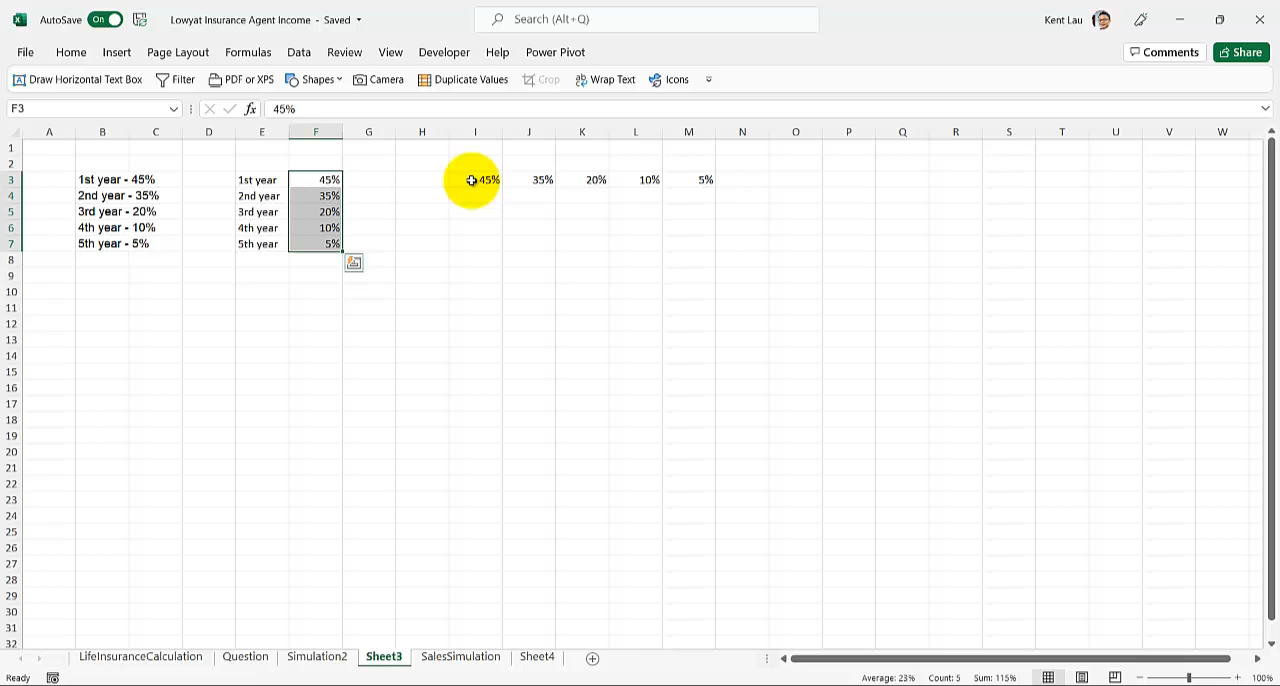 AutoSave On Lowyat Insurance Agent Income - Saved Search (Alt+Q) Kent Lau
File Home Insert Page Layout Formulas Data Review View Developer Help Power Pivot Comments Share
Draw Horizontal Text Box Filter PDF or XPS Shapes Camera Duplicate Values Crop Wrap Text Icons
F3 fx 45%
A B C D E F G H I J K L M N O P Q R S T U V W
1
2
3 1st year - 45% 1st year 45% 45% 35% 20% 10% 5%
4 2nd year - 35% 2nd year 35%
5 3rd year - 20% 3rd year 20%
6 4th year - 10% 4th year 10%
7 5th year - 5% 5th year 5%
8
9
10
11
12
13
14
15
16
17
18
19
20
21
22
23
24
25
26
27
28
29
30
31
32
LifeInsuranceCalculation Question Simulation2 Sheet3 SalesSimulation Sheet4
Ready Average: 23% Count: 5 Sum: 115% 100%